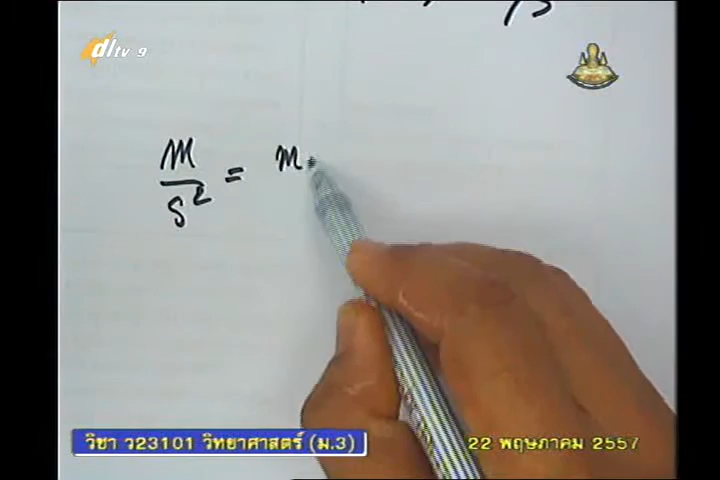 dltv 9
m
— = m.
s²
วิชา ว23101 วิทยาศาสตร์ (ม.3)
22 พฤษภาคม 2557